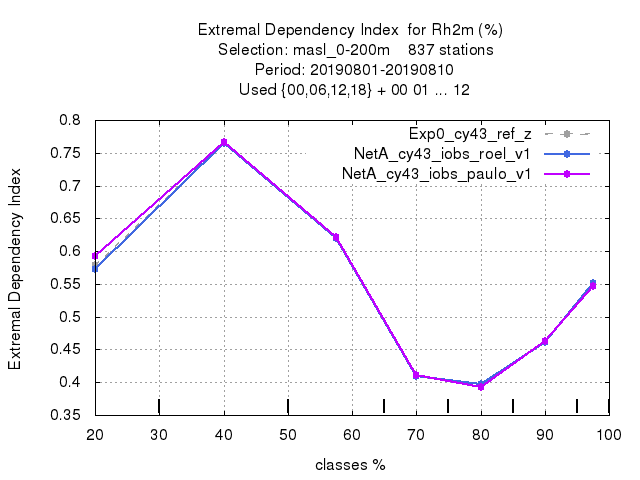 Extremal Dependency Index  for Rh2m (%)
Selection: masl_0-200m    837 stations
Period: 20190801-20190810
Used {00,06,12,18} + 00 01 ... 12
Exp0_cy43_ref_z
NetA_cy43_iobs_roel_v1
NetA_cy43_iobs_paulo_v1
Extremal Dependency Index
0.8
0.75
0.7
0.65
0.6
0.55
0.5
0.45
0.4
0.35
20 30 40 50 60 70 80 90 100
classes %